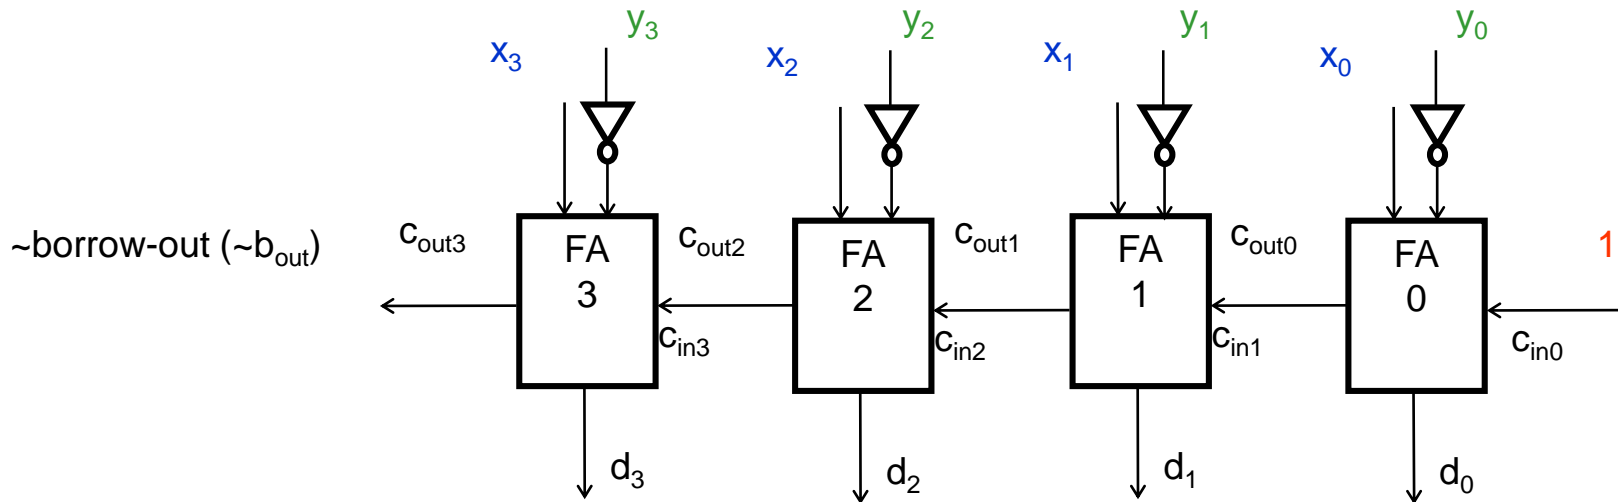 y₃ y₂ y₁ y₀
x₃ x₂ x₁ x₀
~borrow-out (~bₒᵤₜ) cₒᵤₜ₃ FA cₒᵤₜ₂ FA cₒᵤₜ₁ FA cₒᵤₜ₀ FA 1
3 2 1 0
cᵢₙ₃ cᵢₙ₂ cᵢₙ₁ cᵢₙ₀
d₃ d₂ d₁ d₀